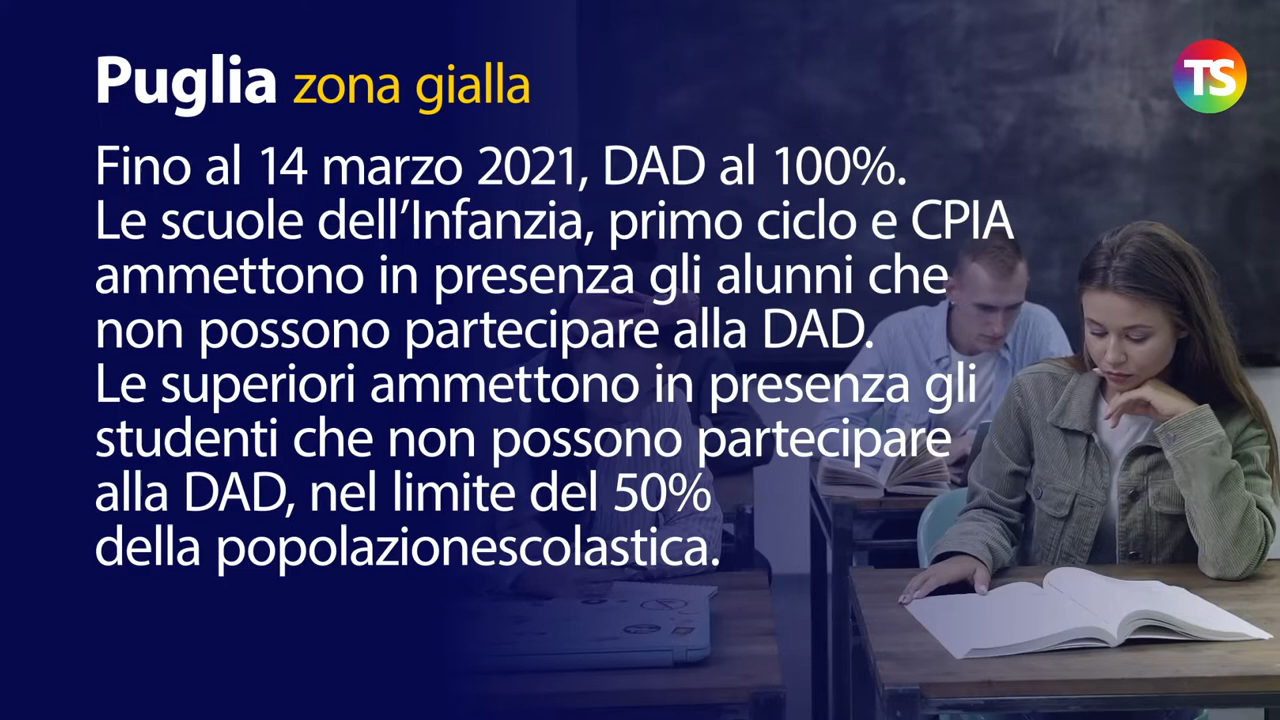 Puglia zona gialla
TS
Fino al 14 marzo 2021, DAD al 100%.
Le scuole dell’Infanzia, primo ciclo e CPIA
ammettono in presenza gli alunni che
non possono partecipare alla DAD.
Le superiori ammettono in presenza gli
studenti che non possono partecipare
alla DAD, nel limite del 50%
della popolazionescolastica.